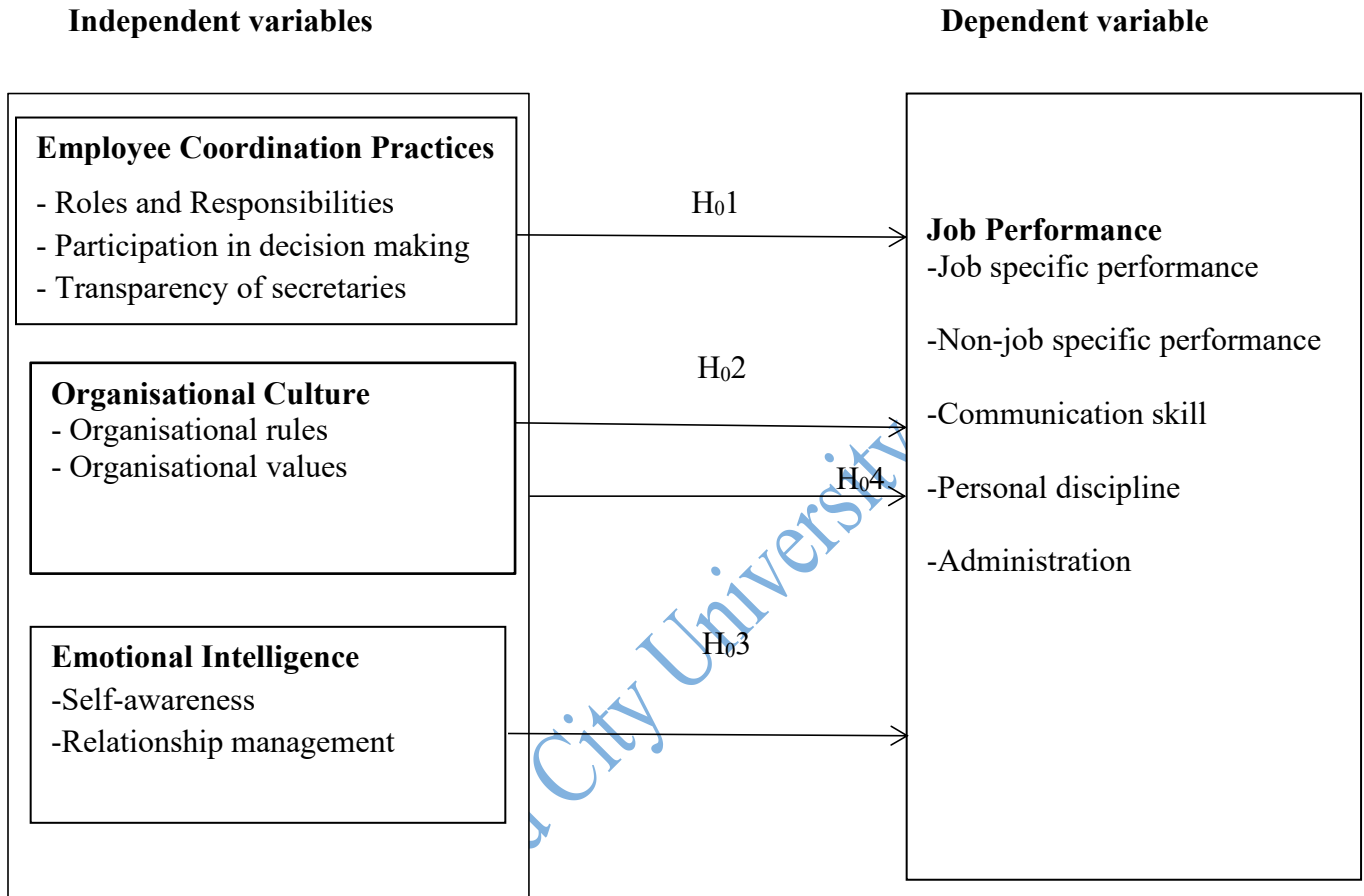 Independent variables
Dependent variable
Employee Coordination Practices
- Roles and Responsibilities
- Participation in decision making
- Transparency of secretaries
H₀1
Organisational Culture
- Organisational rules
- Organisational values
H₀2
H₀4
Emotional Intelligence
-Self-awareness
-Relationship management
H₀3
Job Performance
-Job specific performance
-Non-job specific performance
-Communication skill
-Personal discipline
-Administration
City University